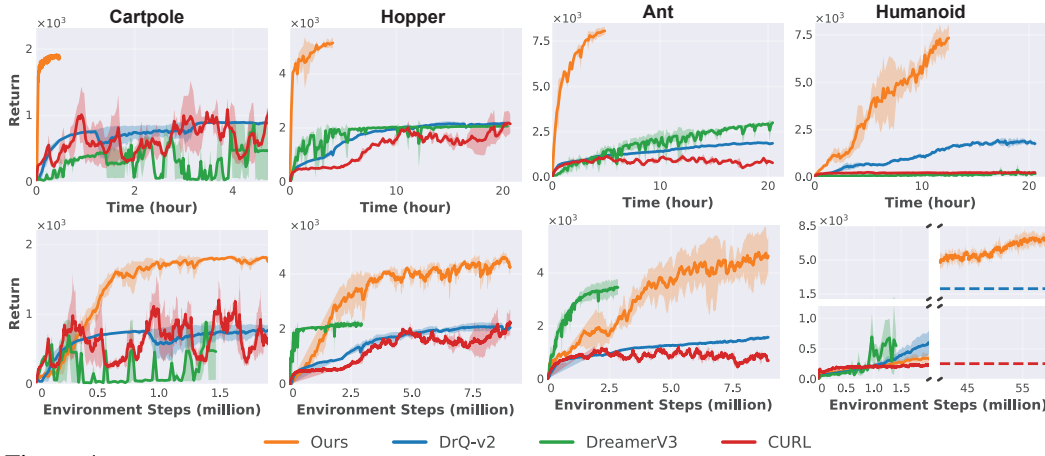 Cartpole Hopper Ant Humanoid
×10³ ×10³ ×10³ ×10³
2 1 0
4 2 0
7.5 5.0 2.5 0.0
7.5 5.0 2.5 0.0
Return
0 2 4
0 10 20
0 10 20
0 10 20
Time (hour) Time (hour) Time (hour) Time (hour)
×10³ ×10³ ×10³ ×10³
2 1 0
4 2 0
6 4 2 0
8.5 5.0 1.5
1.0 0.5 0.0
Return
0 0.5 1.0 1.5
0 2.5 5.0 7.5
0 2.5 5.0 7.5
0 0.5 1.0 1.5 45 55
Environment Steps (million) Environment Steps (million) Environment Steps (million) Environment Steps (million)
Ours DrQ-v2 DreamerV3 CURL